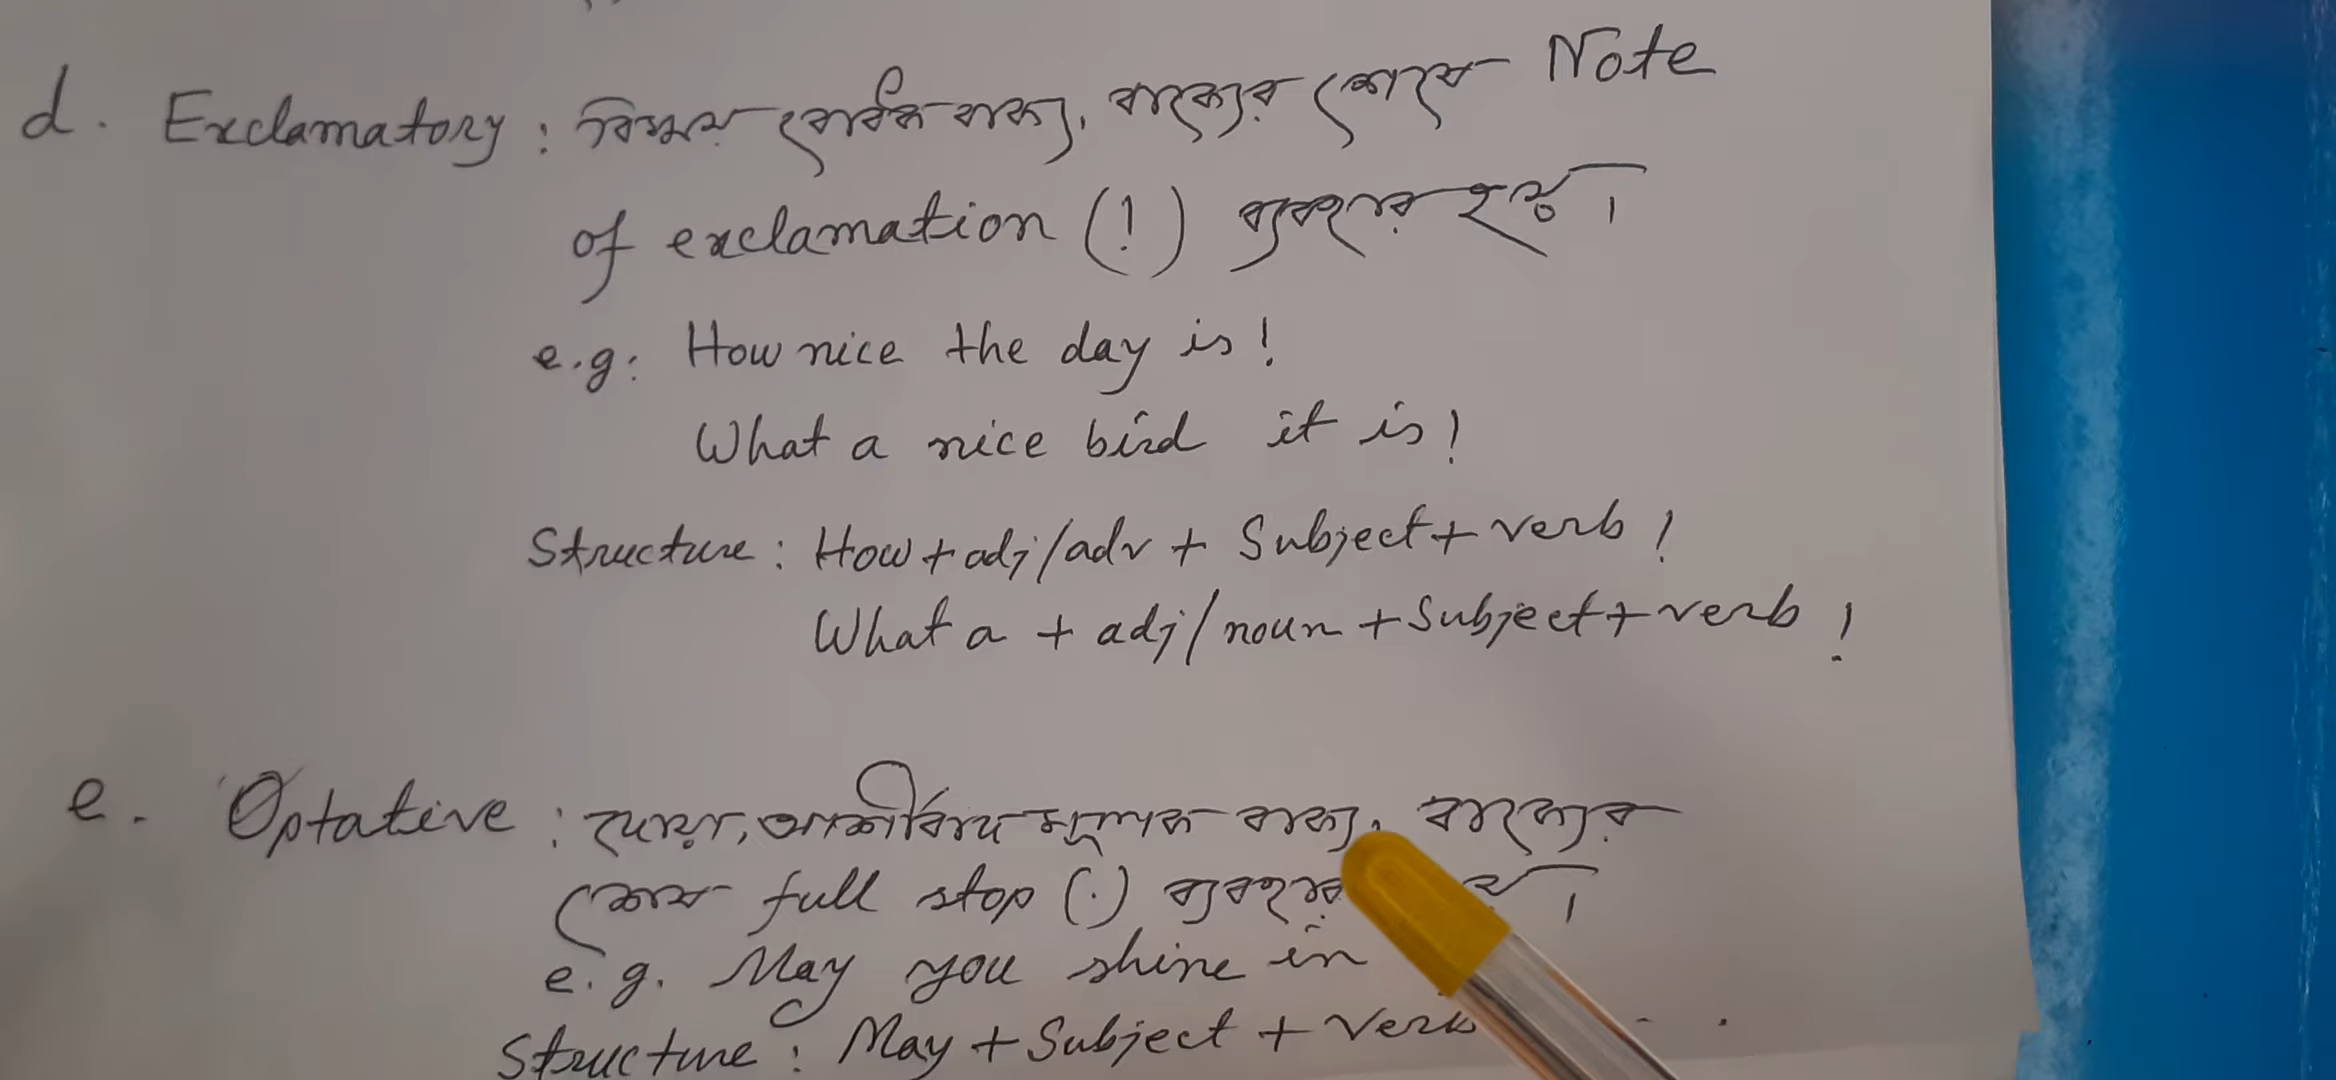 d. Exclamatory: বিস্ময় বোধক বাক্য, বাক্যের শেষে Note
of exclamation (!) ব্যবহার হয়।
e.g: How nice the day is!
What a nice bird it is!
Structure: How + adj/adv + Subject + verb!
What a + adj/noun + Subject + verb!
e. Optative: দোয়া, আশীর্বাদ মূলক বাক্য, বাক্যের
শেষে full stop (.) ব্যবহার
e.g. May you shine in
Structure: May + Subject + Verb . .